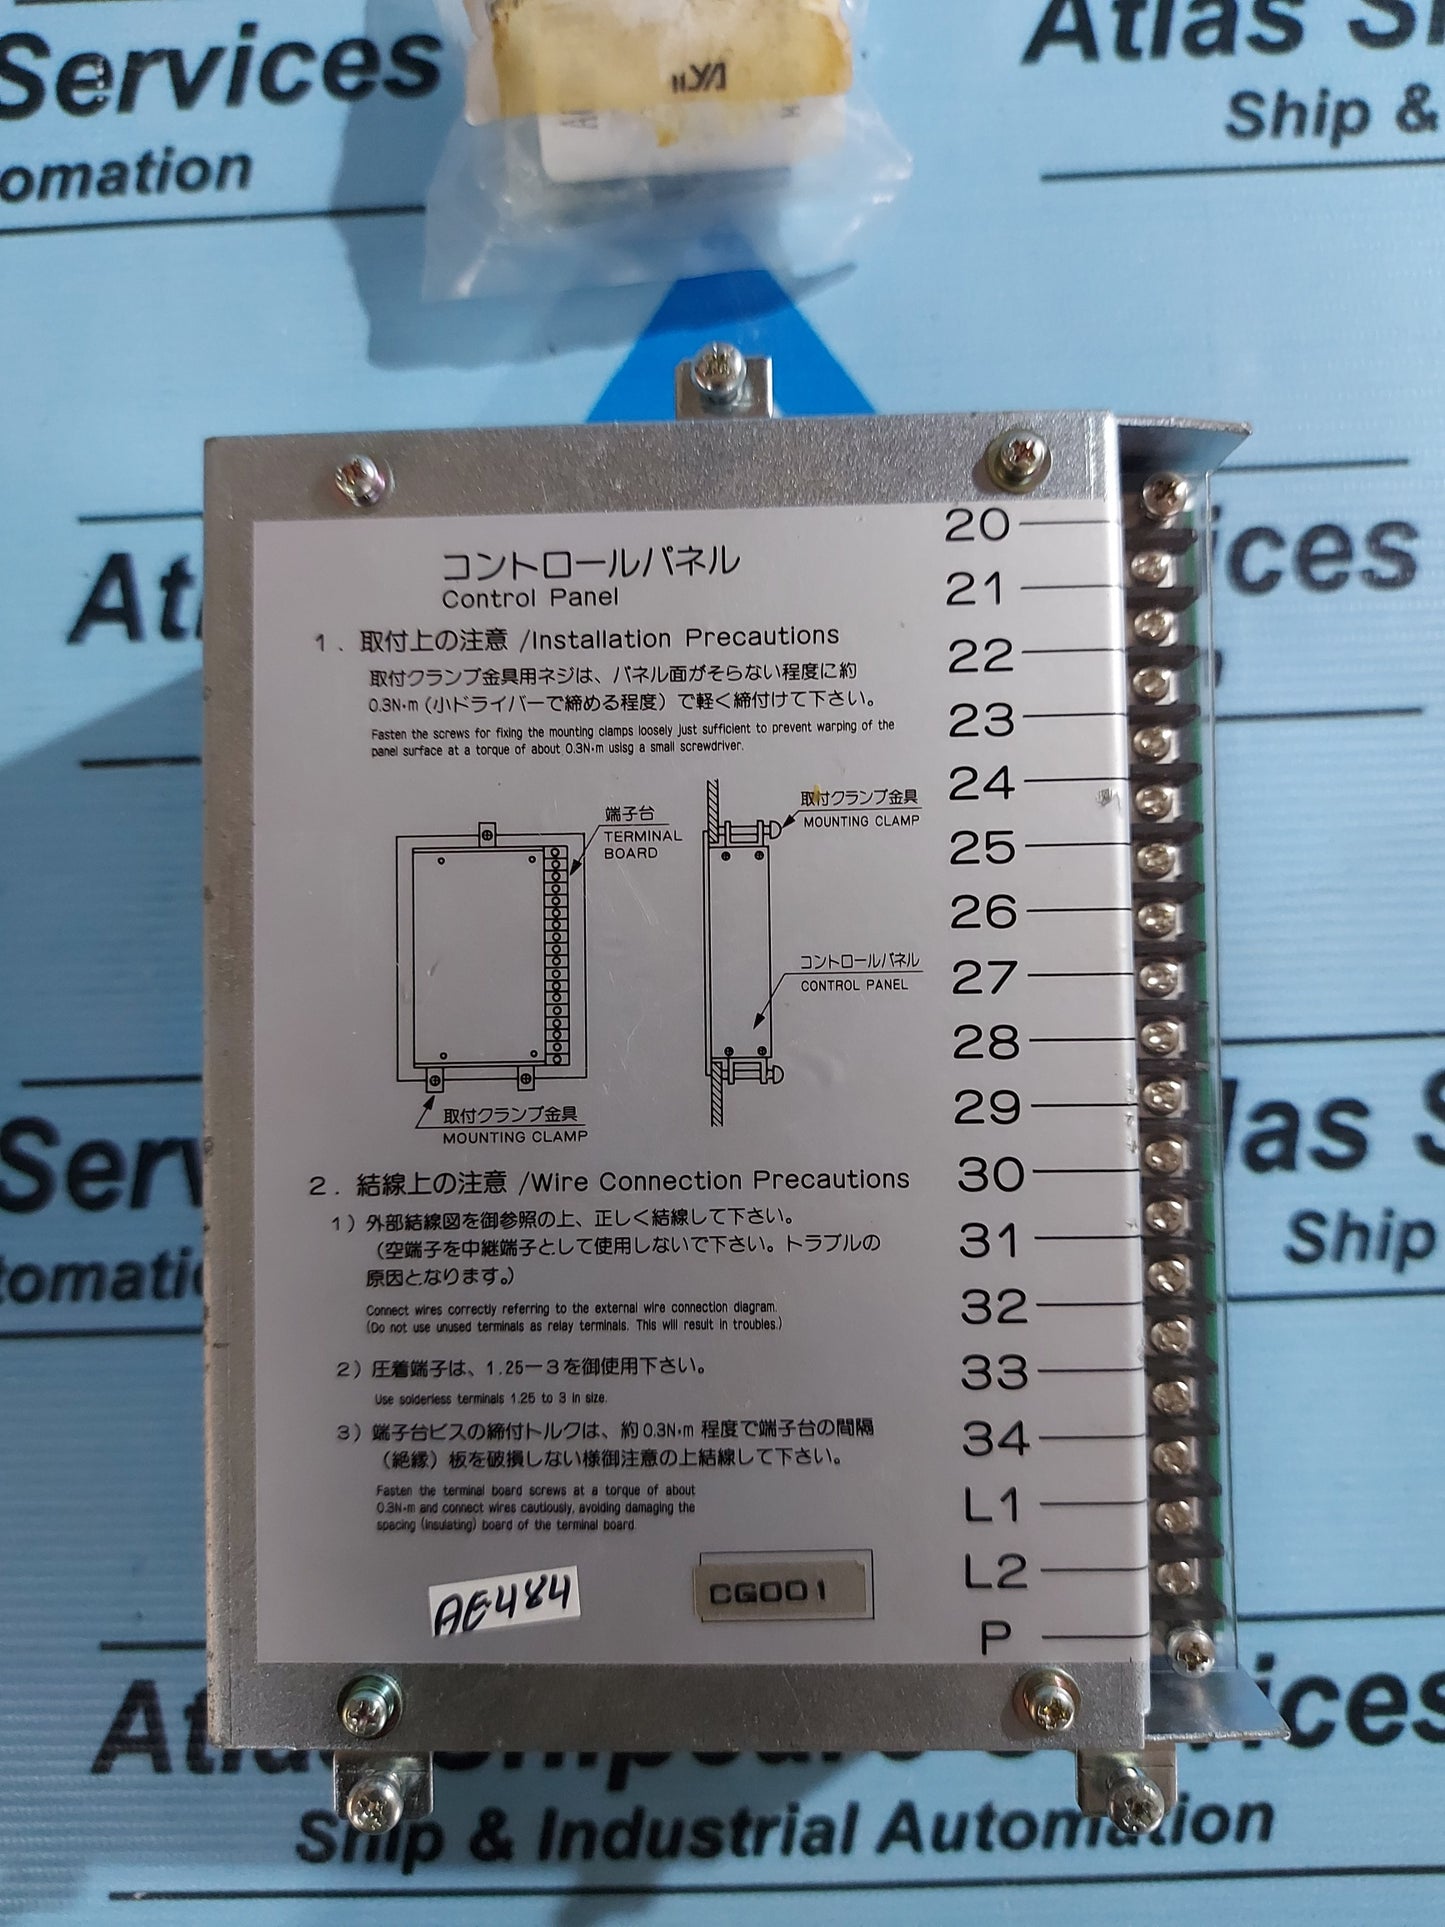 Services
Atlas
Ship &
omation
コントロールパネル
Control Panel
1. 取付上の注意 /Installation Precautions
取付クランプ金具用ネジは、パネル面がそらない程度に約
0.3N・m(小ドライバーで締める程度)で軽く締付けて下さい。
Fasten the screws for fixing the mounting clamps loosely just sufficient to prevent warping of the
panel surface at a torque of about 0.3N・m usisg a small screwdriver.
端子台
TERMINAL
BOARD
取付クランプ金具
MOUNTING CLAMP
コントロールパネル
CONTROL PANEL
取付クランプ金具
MOUNTING CLAMP
2. 結線上の注意 /Wire Connection Precautions
1) 外部結線図を御参照の上、正しく結線して下さい。
(空端子を中継端子として使用しないで下さい。トラブルの
原因となります。)
Connect wires correctly referring to the external wire connection diagram.
(Do not use unused terminals as relay terminals. This will result in troubles.)
2) 圧着端子は、1.25−3を御使用下さい。
Use solderless terminals 1.25 to 3 in size.
3) 端子台ビスの締付トルクは、約0.3N・m 程度で端子台の間隔
(絶縁)板を破損しない様御注意の上結線して下さい。
Fasten the terminal board screws at a torque of about
0.3N・m and connect wires cautiously, avoiding damaging the
spacing (insulating) board of the terminal board.
AE484
CG001
20
21
22
23
24
25
26
27
28
29
30
31
32
33
34
L1
L2
P
ices
las S
Ship
Ser
tomati
Atlas Shipcare Services
Ship & Industrial Automation